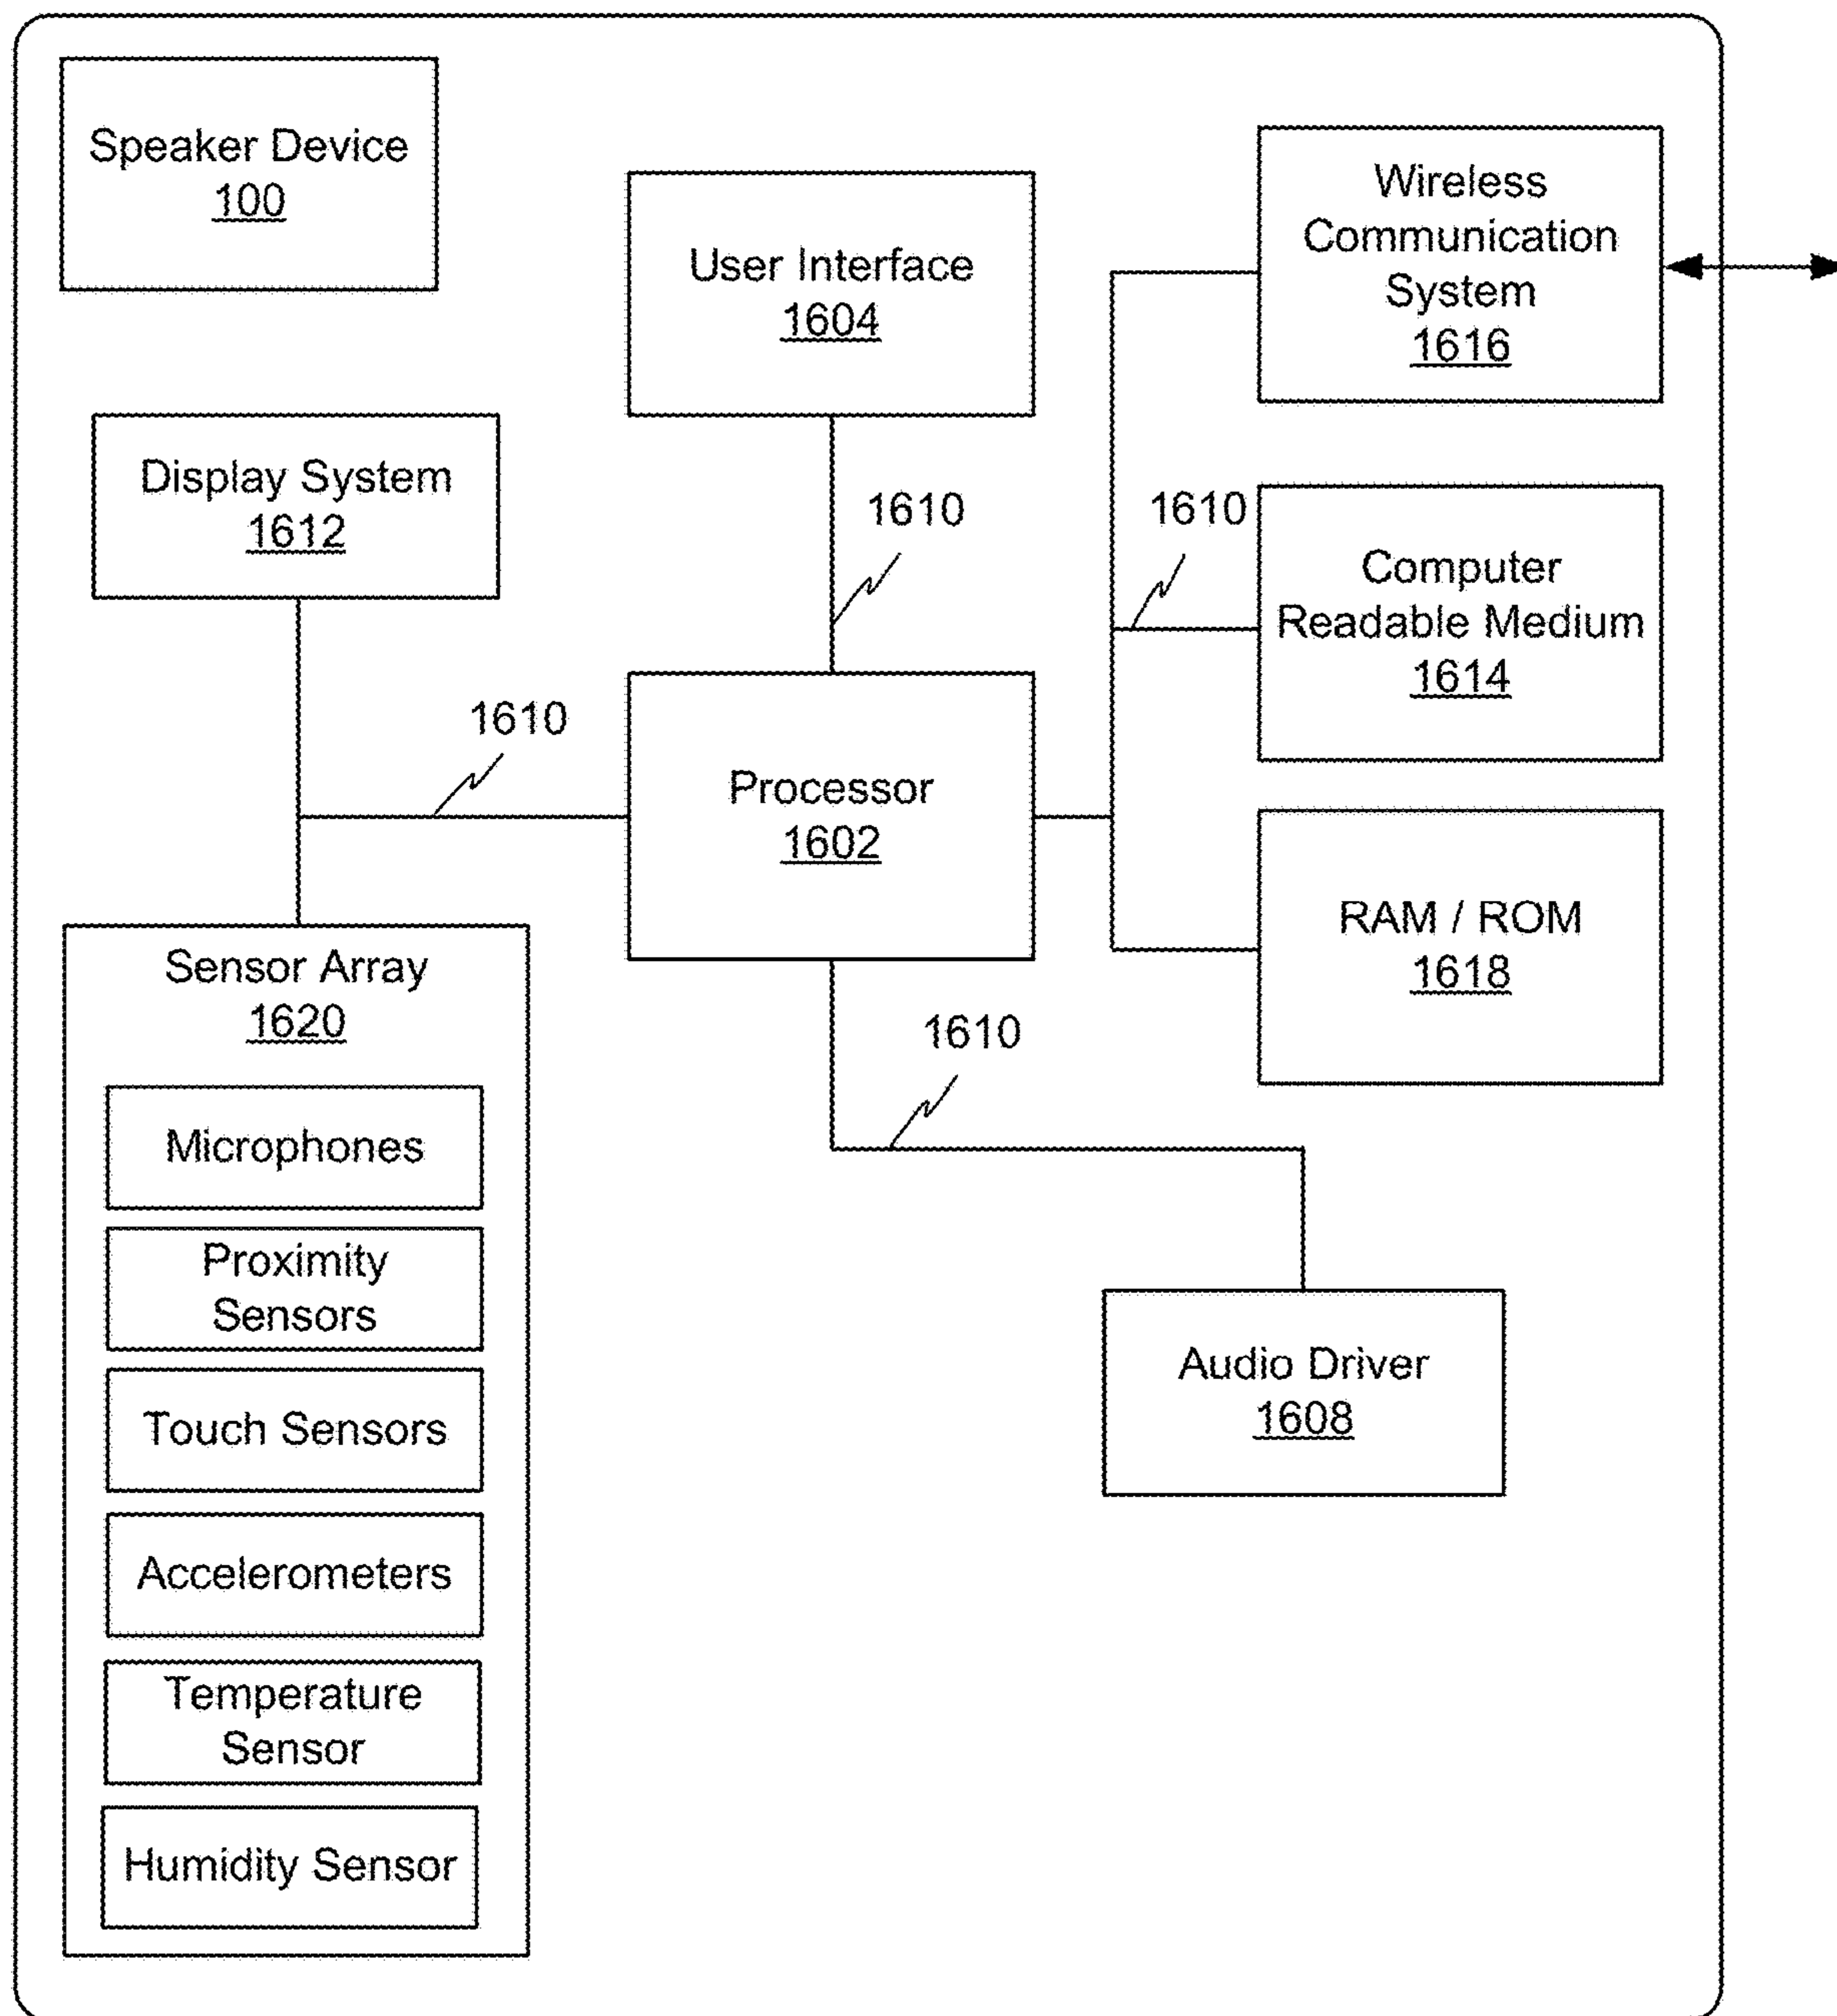 Speaker Device
100
User Interface
1604
Wireless
Communication
System
1616
Display System
1612
1610
1610
Computer
Readable Medium
1614
1610
Processor
1602
RAM / ROM
1618
Sensor Array
1620
1610
Microphones
Proximity
Sensors
Touch Sensors
Accelerometers
Temperature
Sensor
Humidity Sensor
Audio Driver
1608